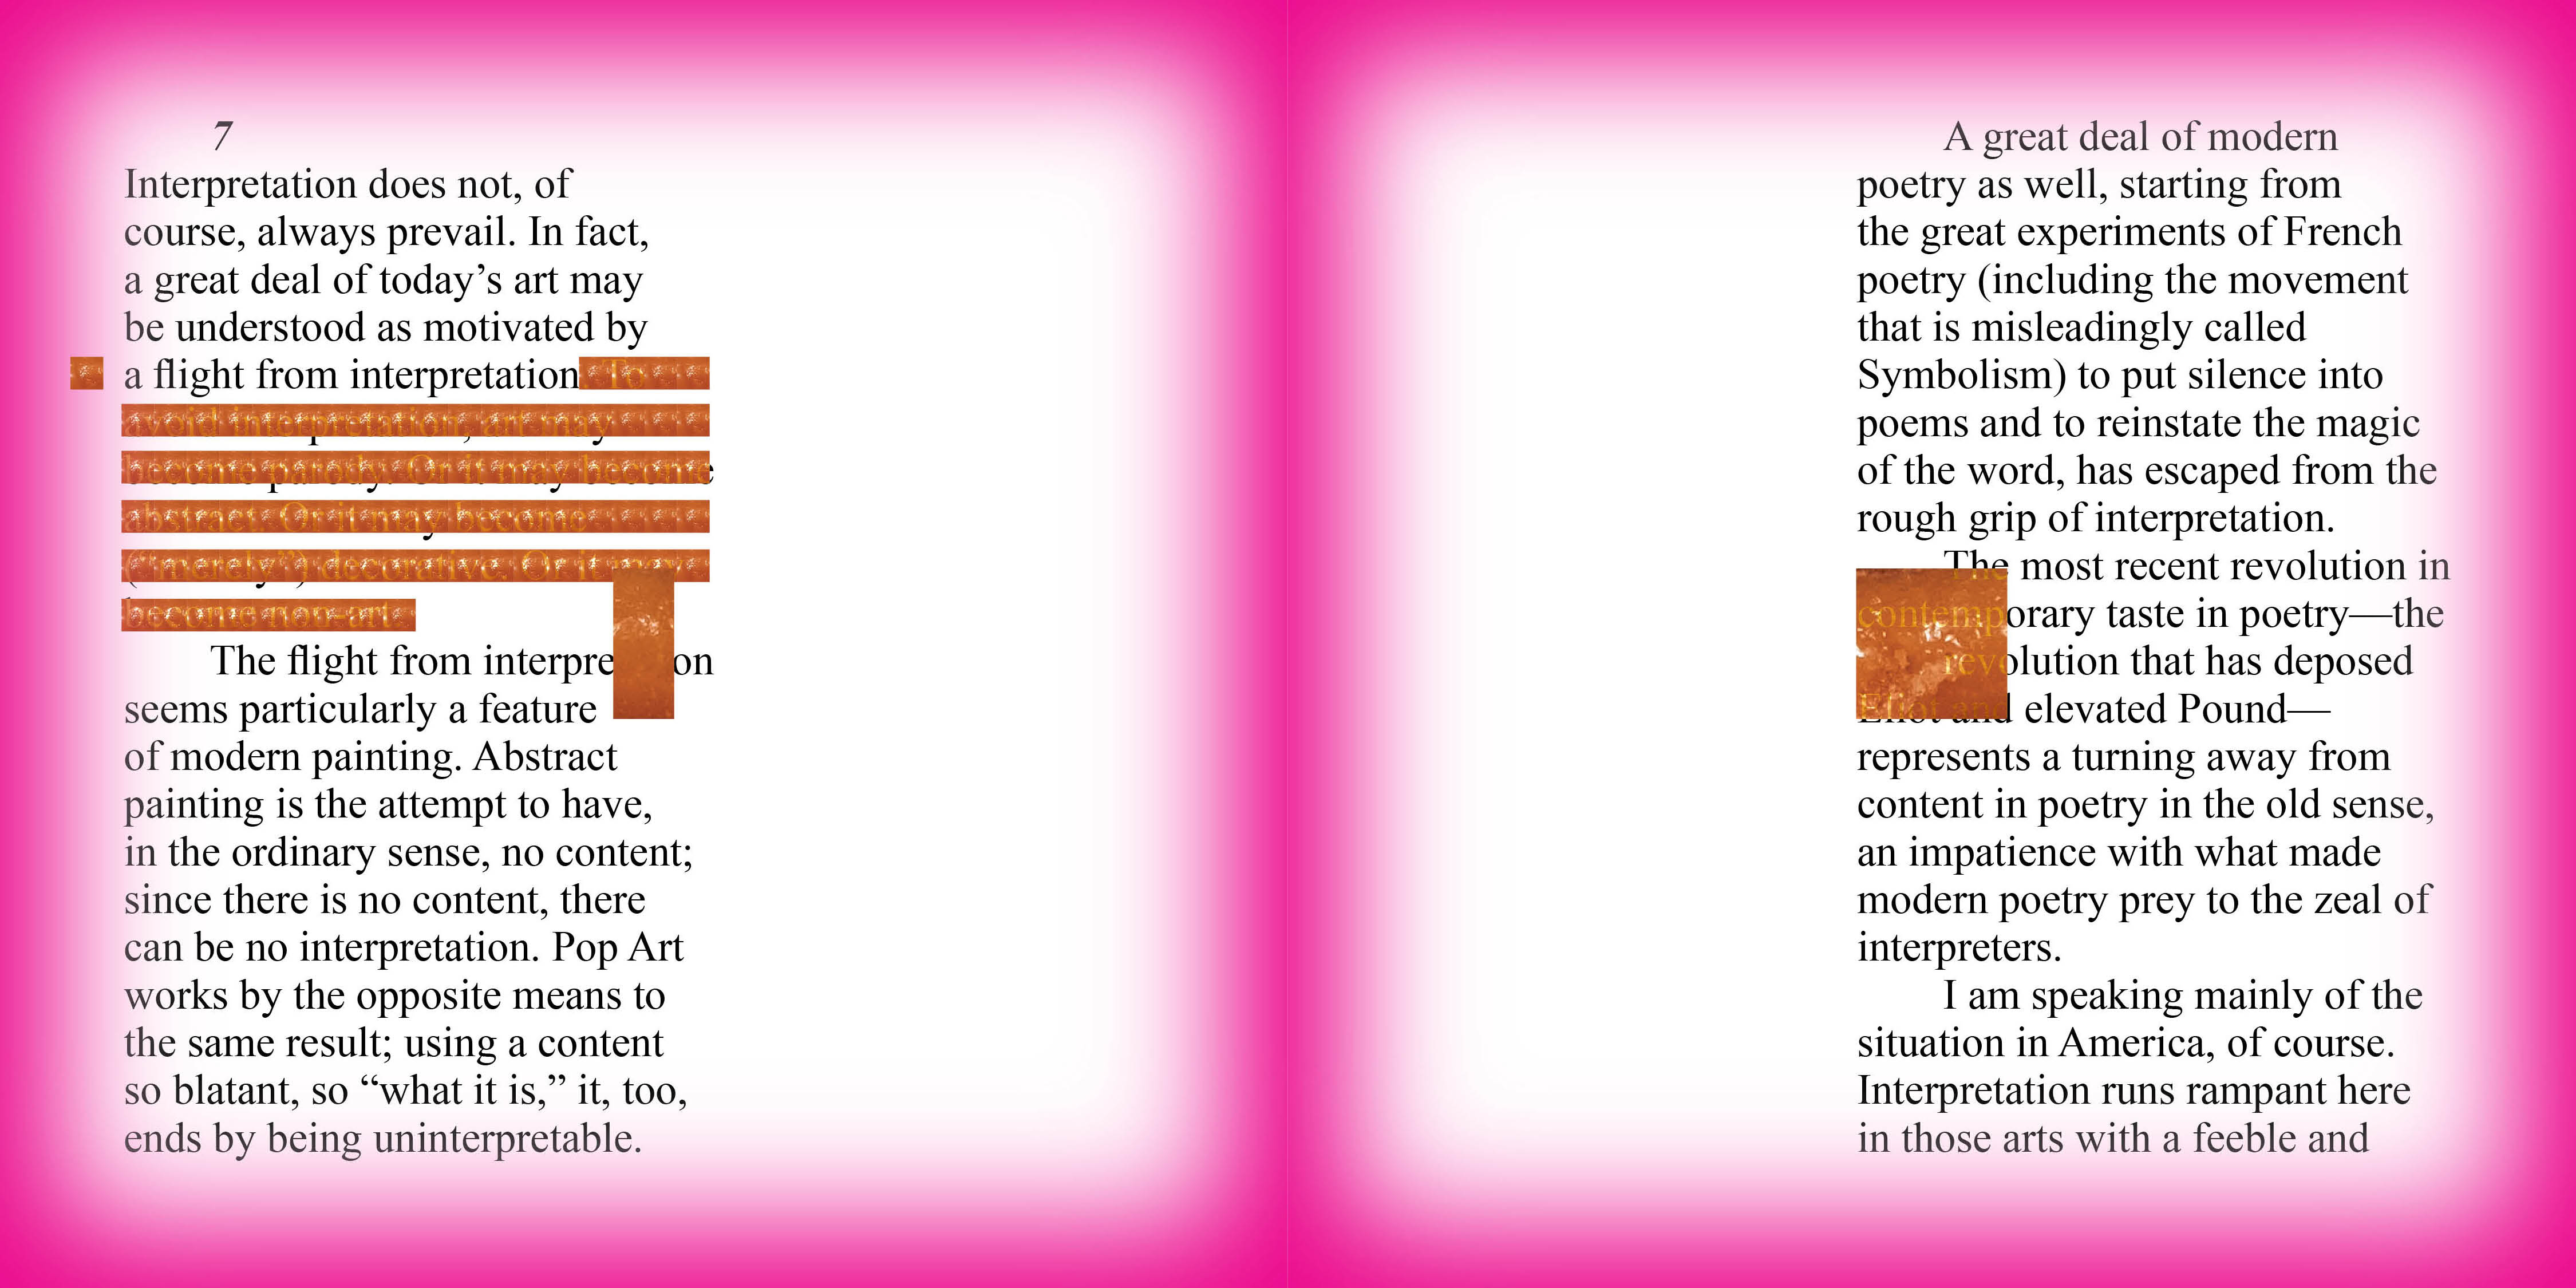 7
Interpretation does not, of
course, always prevail. In fact,
a great deal of today’s art may
be understood as motivated by
a flight from interpretation. To
avoid interpretation, art may
become parody. Or it may become
abstract. Or it may become
(“merely”) decorative. Or it may
become non-art.
The flight from interpre on
seems particularly a feature
of modern painting. Abstract
painting is the attempt to have,
in the ordinary sense, no content;
since there is no content, there
can be no interpretation. Pop Art
works by the opposite means to
the same result; using a content
so blatant, so “what it is,” it, too,
ends by being uninterpretable.
A great deal of modern
poetry as well, starting from
the great experiments of French
poetry (including the movement
that is misleadingly called
Symbolism) to put silence into
poems and to reinstate the magic
of the word, has escaped from the
rough grip of interpretation.
The most recent revolution in
contemporary taste in poetry—the
revolution that has deposed
Eliot and elevated Pound—
represents a turning away from
content in poetry in the old sense,
an impatience with what made
modern poetry prey to the zeal of
interpreters.
I am speaking mainly of the
situation in America, of course.
Interpretation runs rampant here
in those arts with a feeble and